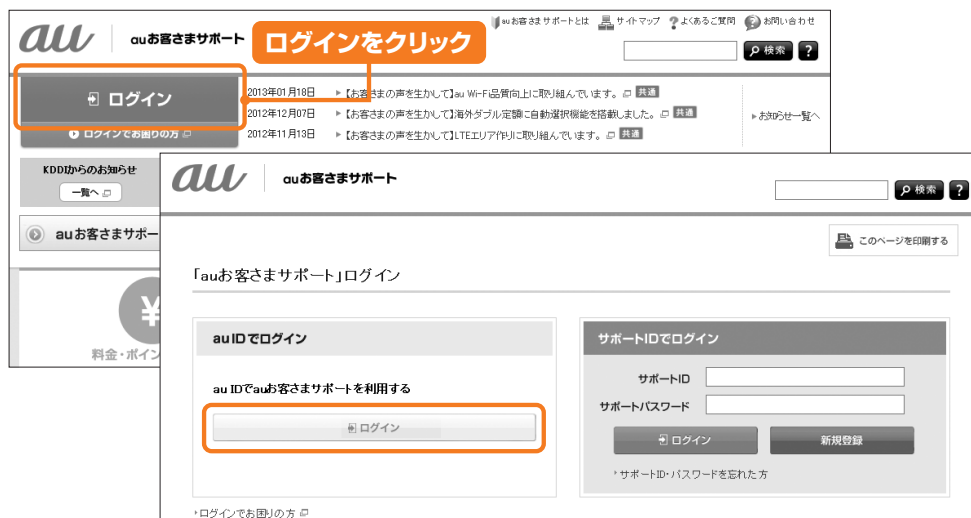 auお客さまサポートとは サイトマップ よくあるご質問 お問い合わせ
au auお客さまサポート
ログインをクリック
検索 ?
ログイン
ログインでお困りの方
2013年01月18日 【お客さまの声を生かして】au Wi-Fi品質向上に取り組んでいます。 共通
2012年12月07日 【お客さまの声を生かして】海外ダブル定額に自動選択機能を搭載しました。 共通
2012年11月13日 【お客さまの声を生かして】LTEエリア作りに取り組んでいます。 共通
お知らせ一覧へ
KDDIからのお知らせ
一覧へ
auお客さまサポー
¥
料金・ポイン
au auお客さまサポート
検索 ?
このページを印刷する
「auお客さまサポート」ログイン
au IDでログイン
au IDでauお客さまサポートを利用する
ログイン
サポートIDでログイン
サポートID
サポートパスワード
ログイン 新規登録
サポートID・パスワードを忘れた方
ログインでお困りの方